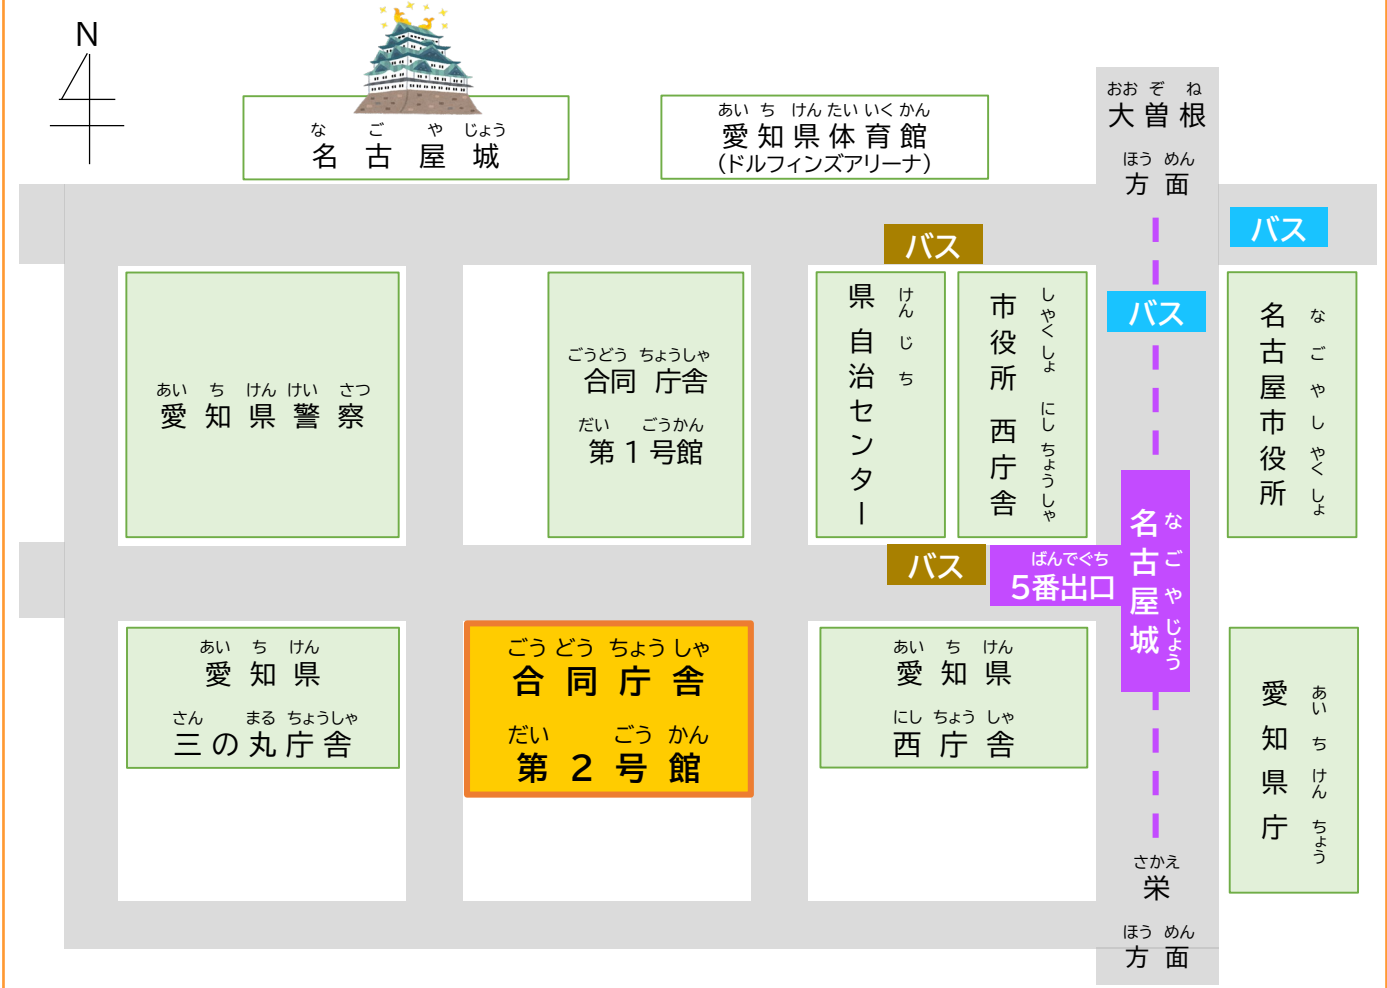 N
な ご や じょう
名 古 屋 城
あい ち けん たい いく かん
愛 知 県 体 育 館
(ドルフィンズアリーナ)
おお ぞ ね
大 曽 根
ほう めん
方 面
バス
バス
バス
あい ち けん けい さつ
愛 知 県 警 察
ごうどう ちょうしゃ
合同 庁舎
だい ごうかん
第 1 号館
けん じ ち
県自治センター
し やく しょ にし ちょう しゃ
市役所 西庁舎
な ご や し やく しょ
名古屋市役所
バス
ばんでぐち
5番出口
な ご や じょう
名古屋城
あい ち けん
愛 知 県
さん まる ちょうしゃ
三 の 丸 庁 舎
ごう どう ちょう しゃ
合 同 庁 舎
だい ごう かん
第 2 号 館
あい ち けん
愛 知 県
にし ちょう しゃ
西 庁 舎
あい ち けん ちょう
愛知県庁
さかえ
栄
ほう めん
方 面